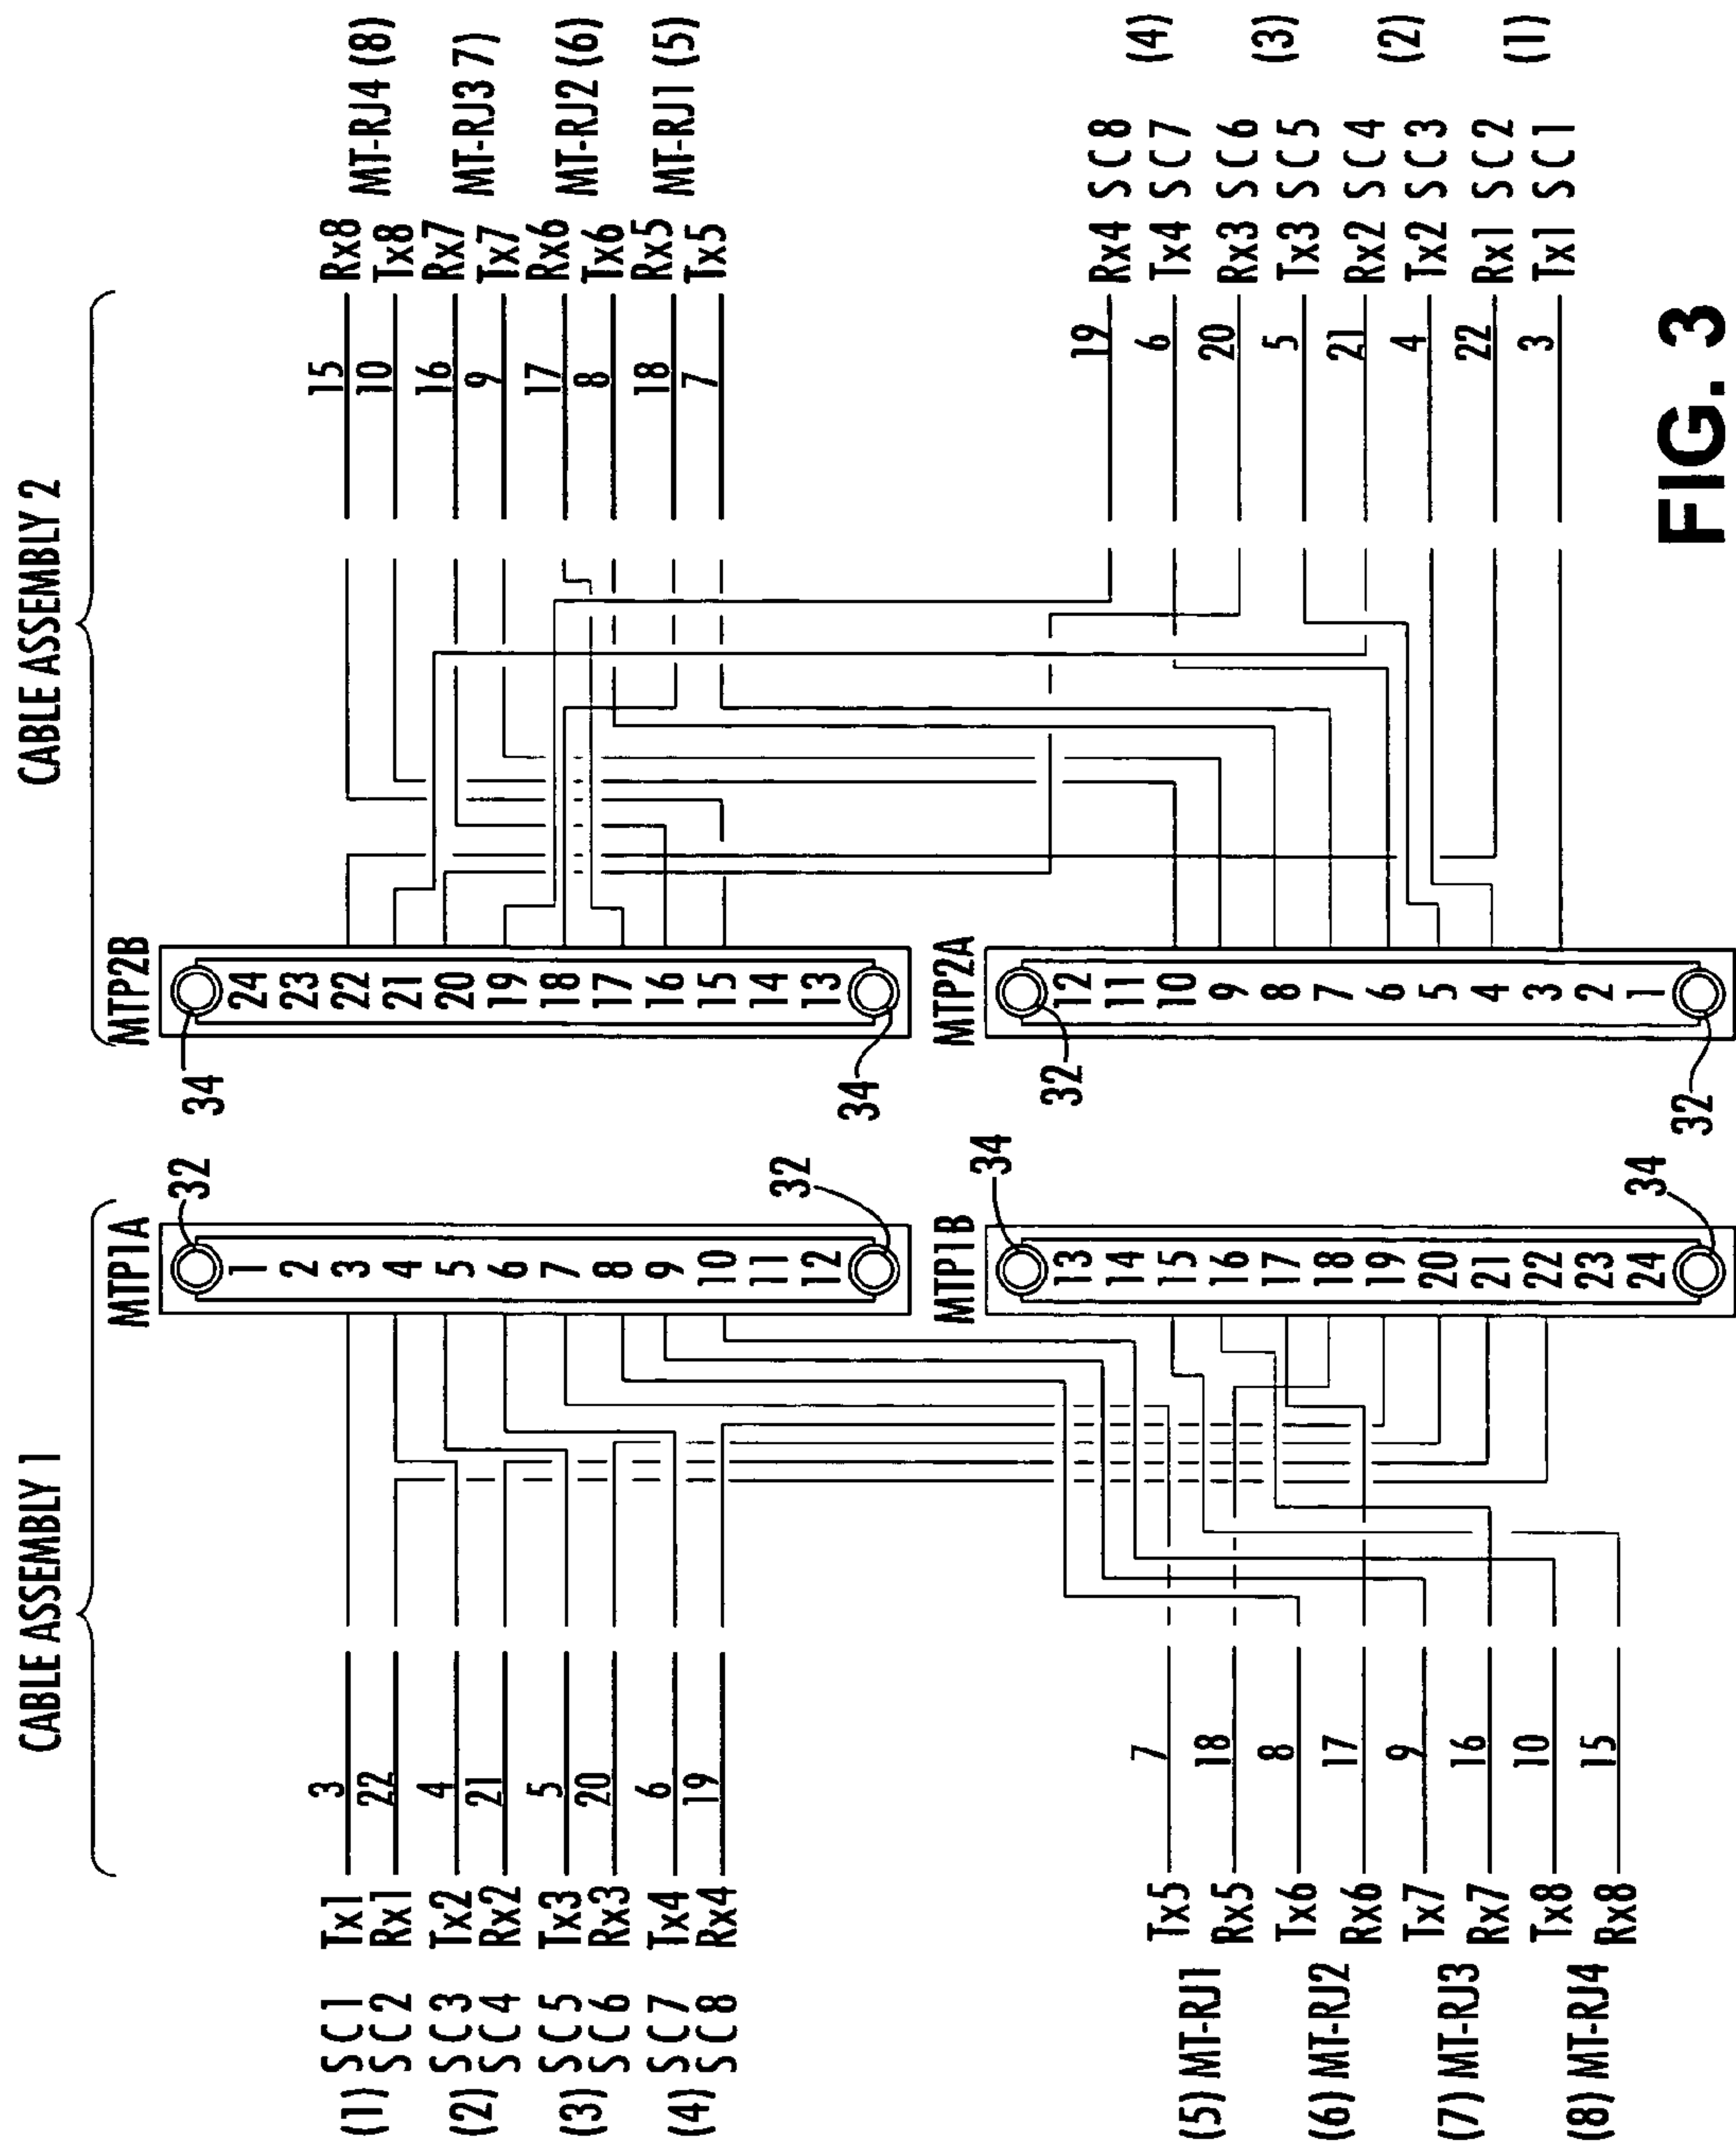 CABLE ASSEMBLY 1
CABLE ASSEMBLY 2
(1) SC1 Tx1 3
SC2 Rx1 22
(2) SC3 Tx2 4
SC4 Rx2 21
(3) SC5 Tx3 5
SC6 Rx3 20
(4) SC7 Tx4 6
SC8 Rx4 19
(5) MT-RJ1
Tx5 7
Rx5 18
(6) MT-RJ2
Tx6 8
Rx6 17
(7) MT-RJ3
Tx7 9
Rx7 16
(8) MT-RJ4
Tx8 10
Rx8 15
MTP1A
32
1
2
3
4
5
6
7
8
9
10
11
12
32
MTP1B
34
13
14
15
16
17
18
19
20
21
22
23
24
34
MTP2B
34
24
23
22
21
20
19
18
17
16
15
14
13
34
MTP2A
32
12
11
10
9
8
7
6
5
4
3
2
1
32
15 Rx8
10 Tx8
MT-RJ4 (8)
16 Rx7
9 Tx7
MT-RJ3 7)
17 Rx6
8 Tx6
MT-RJ2 (6)
18 Rx5
7 Tx5
MT-RJ1 (5)
19 Rx4 SC8
6 Tx4 SC7
(4)
20 Rx3 SC6
5 Tx3 SC5
(3)
21 Rx2 SC4
4 Tx2 SC3
(2)
22 Rx1 SC2
3 Tx1 SC1
(1)
FIG. 3